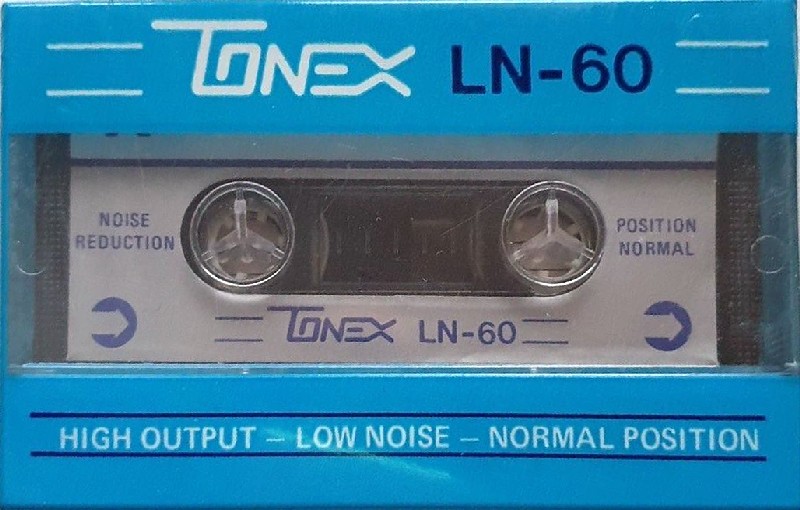 TONEX LN-60
NOISE
REDUCTION
POSITION
NORMAL
TONEX LN-60
HIGH OUTPUT – LOW NOISE – NORMAL POSITION